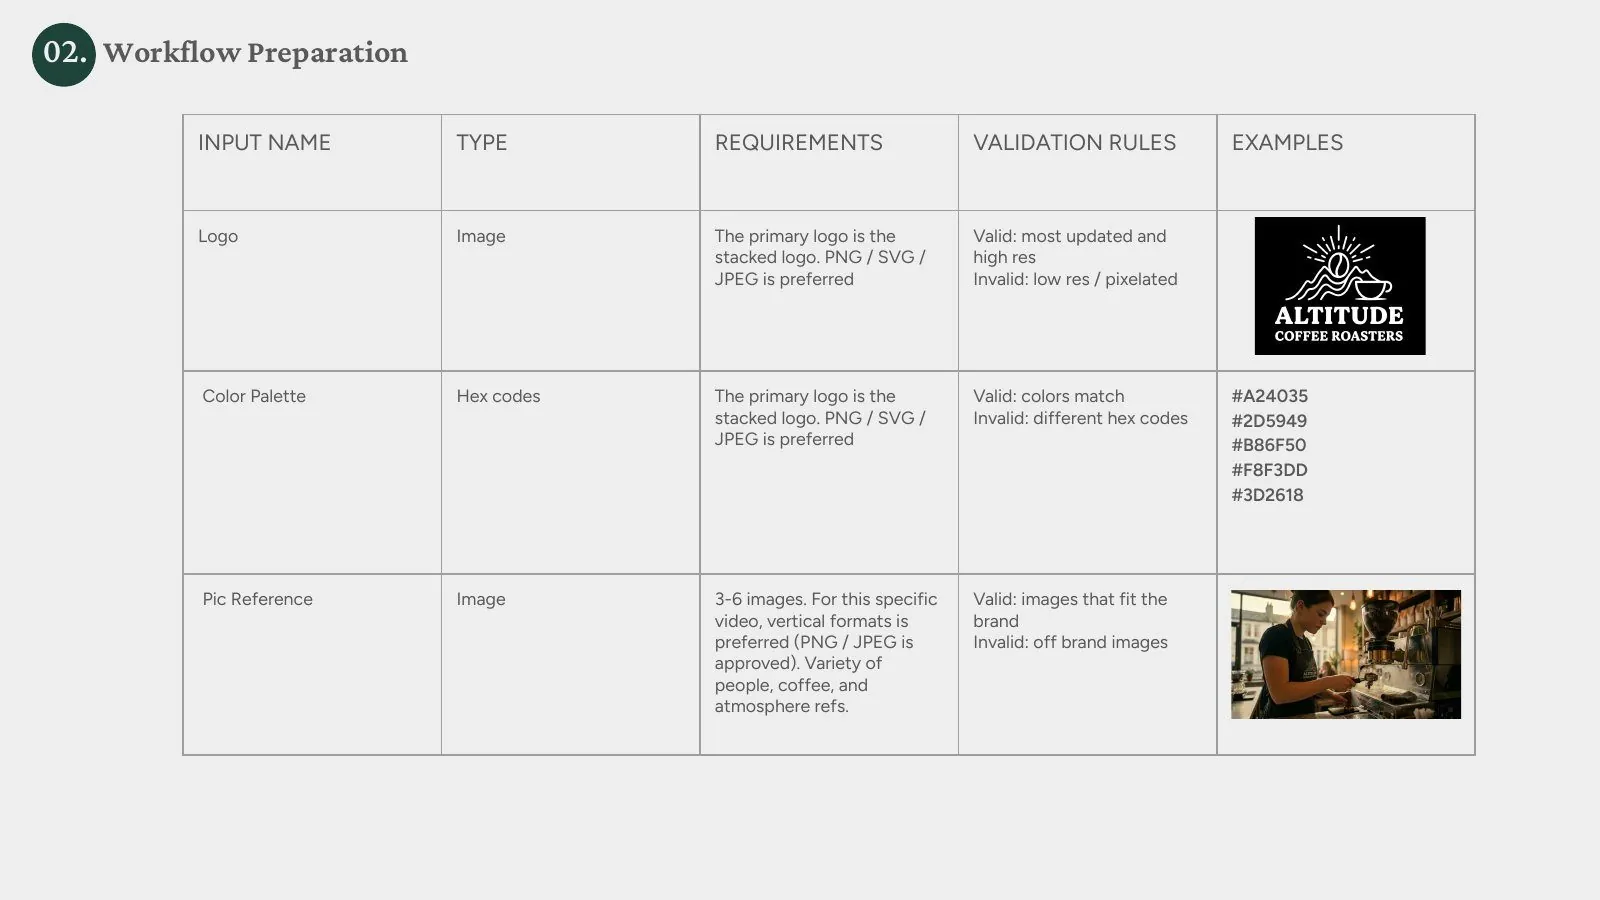 02. Workflow Preparation
INPUT NAME
TYPE
REQUIREMENTS
VALIDATION RULES
EXAMPLES
Logo
Image
The primary logo is the
stacked logo. PNG / SVG /
JPEG is preferred
Valid: most updated and
high res
Invalid: low res / pixelated
ALTITUDE
COFFEE ROASTERS
Color Palette
Hex codes
The primary logo is the
stacked logo. PNG / SVG /
JPEG is preferred
Valid: colors match
Invalid: different hex codes
#A24035
#2D5949
#B86F50
#F8F3DD
#3D2618
Pic Reference
Image
3-6 images. For this specific
video, vertical formats is
preferred (PNG / JPEG is
approved). Variety of
people, coffee, and
atmosphere refs.
Valid: images that fit the
brand
Invalid: off brand images